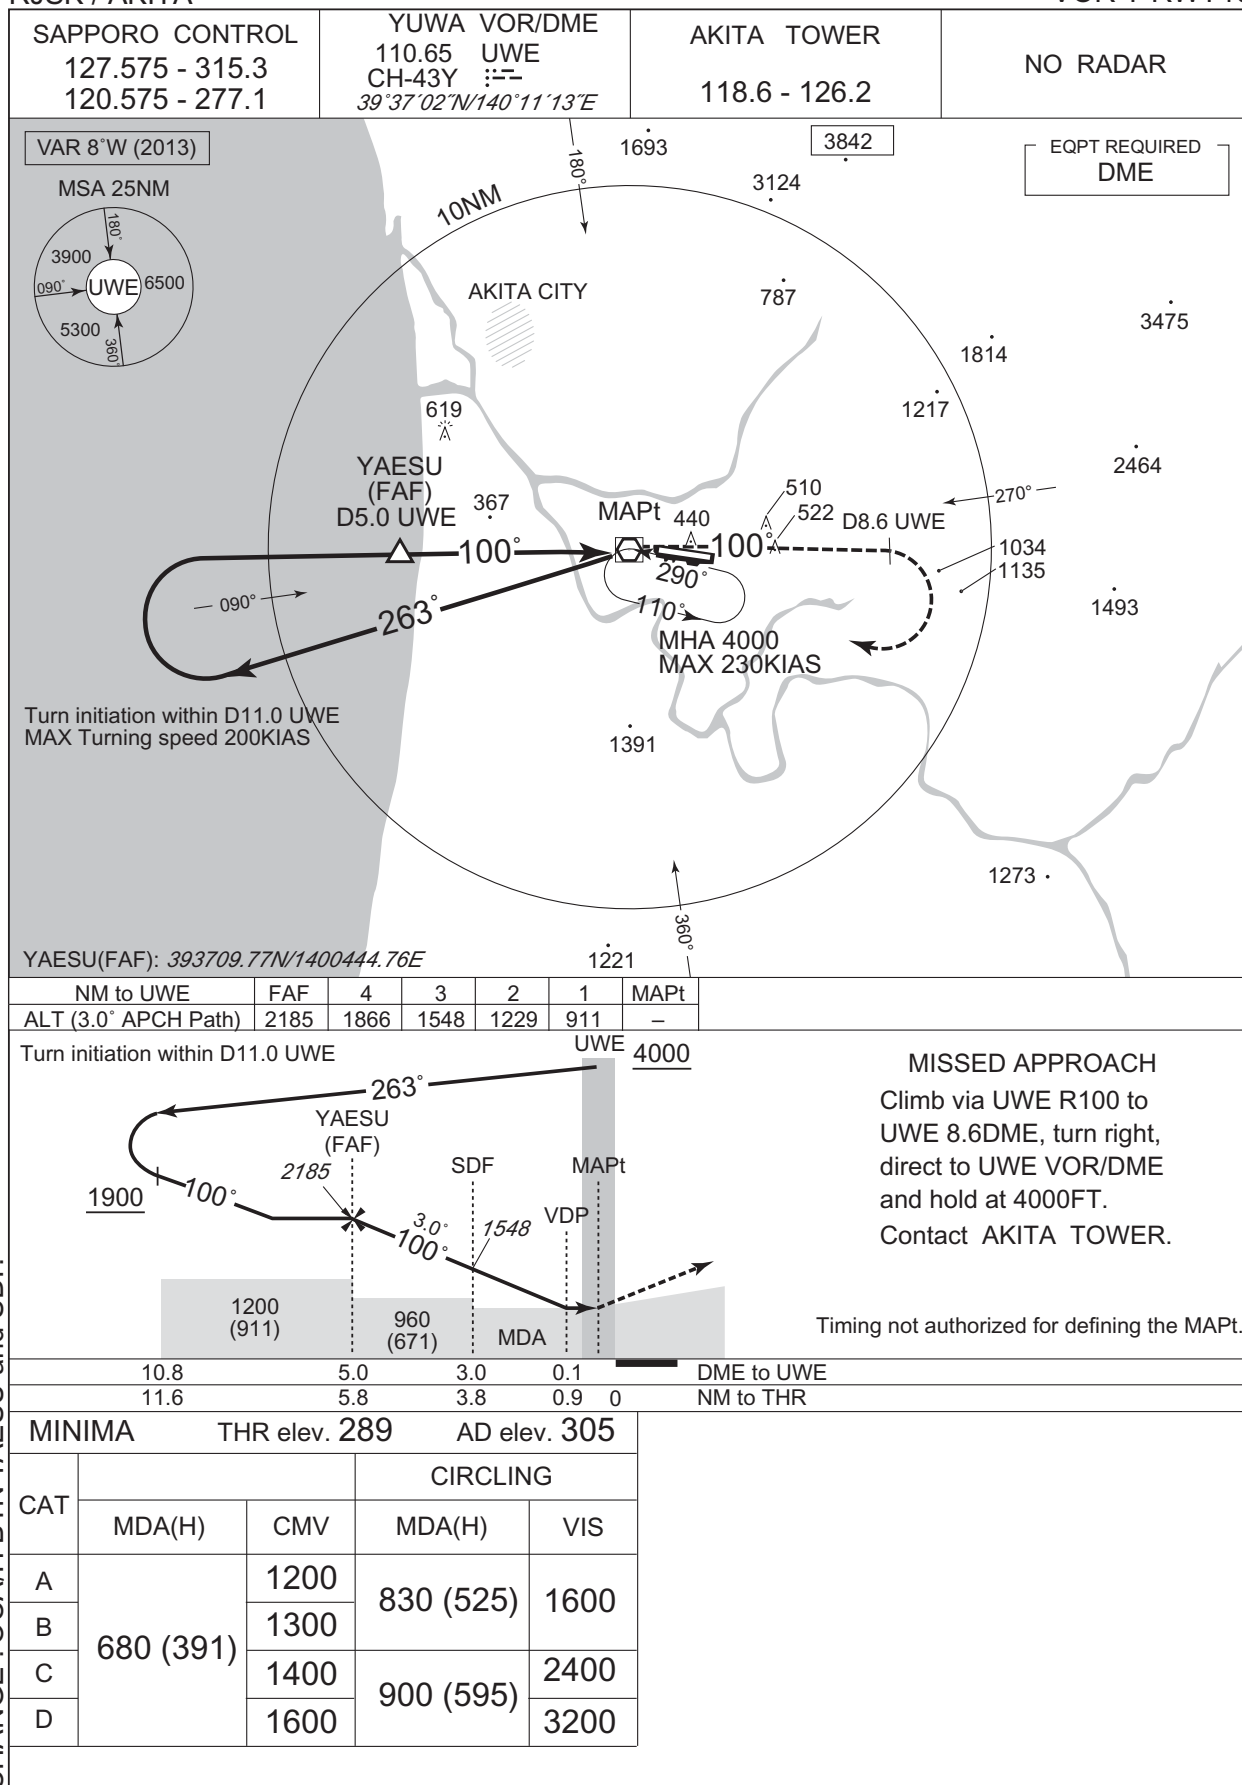 SAPPORO CONTROL
127.575 - 315.3
120.575 - 277.1
YUWA VOR/DME
110.65 UWE
CH-43Y
39°37´02˝N/140°11´13˝E
AKITA TOWER
118.6 - 126.2
NO RADAR
VAR 8°W (2013)
MSA 25NM
180°
3900
090°
UWE
6500
5300
360°
EQPT REQUIRED
DME
180°
1693
3842
3124
10NM
AKITA CITY
787
3475
1814
1217
619
2464
YAESU
(FAF)
D5.0 UWE
367
MAPt
440
510
522
D8.6 UWE
270°
100°
100°
1034
1135
290°
090°
263°
110°
1493
MHA 4000
MAX 230KIAS
Turn initiation within D11.0 UWE
MAX Turning speed 200KIAS
1391
1273
360°
1221
YAESU(FAF): 393709.77N/1400444.76E
NM to UWE FAF 4 3 2 1 MAPt
ALT (3.0° APCH Path) 2185 1866 1548 1229 911 –
Turn initiation within D11.0 UWE
UWE 4000
263°
YAESU
(FAF)
2185
SDF
MAPt
1900
100°
VDP
3.0°
100°
1548
1200
(911)
960
(671)
MDA
MISSED APPROACH
Climb via UWE R100 to
UWE 8.6DME, turn right,
direct to UWE VOR/DME
and hold at 4000FT.
Contact AKITA TOWER.
Timing not authorized for defining the MAPt.
10.8 5.0 3.0 0.1 DME to UWE
11.6 5.8 3.8 0.9 0 NM to THR
MINIMA THR elev. 289 AD elev. 305
CAT
CIRCLING
MDA(H) CMV MDA(H) VIS
A 1200
B 1300
680 (391)
830 (525) 1600
C 1400 2400
D 1600 3200
900 (595)